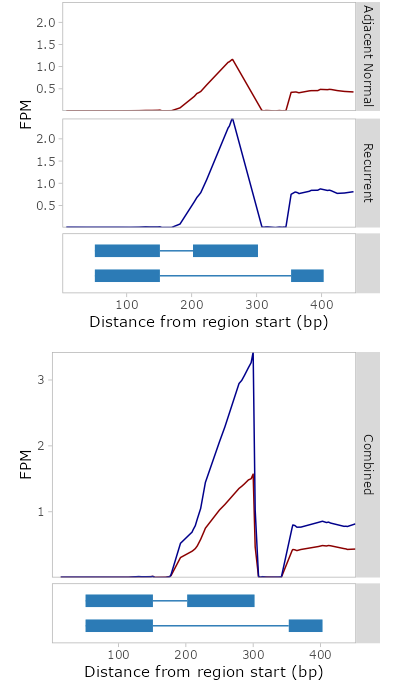 2.0
1.5
1.0
0.5
Adjacent Normal
FPM
2.0
1.5
1.0
0.5
Recurrent
100 200 300 400
Distance from region start (bp)
3
2
1
FPM
Combined
100 200 300 400
Distance from region start (bp)